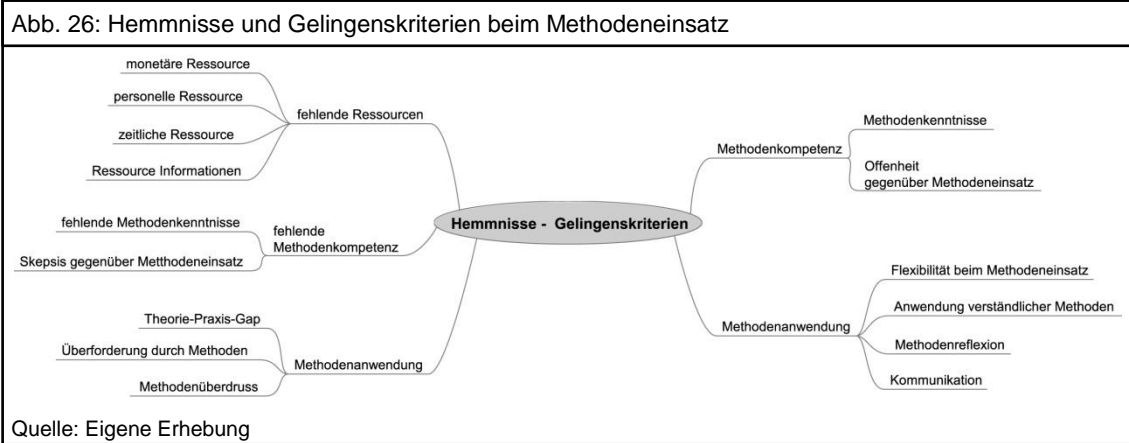 Abb. 26: Hemmnisse und Gelingenskriterien beim Methodeneinsatz
monetäre Ressource
personelle Ressource
zeitliche Ressource
Ressource Informationen
fehlende Ressourcen
fehlende Methodenkenntnisse
Skepsis gegenüber Metthodeneinsatz
fehlende
Methodenkompetenz
Theorie-Praxis-Gap
Überforderung durch Methoden
Methodenüberdruss
Methodenanwendung
Hemmnisse - Gelingenskriterien
Methodenkompetenz
Methodenkenntnisse
Offenheit
gegenüber Methodeneinsatz
Methodenanwendung
Flexibilität beim Methodeneinsatz
Anwendung verständlicher Methoden
Methodenreflexion
Kommunikation
Quelle: Eigene Erhebung